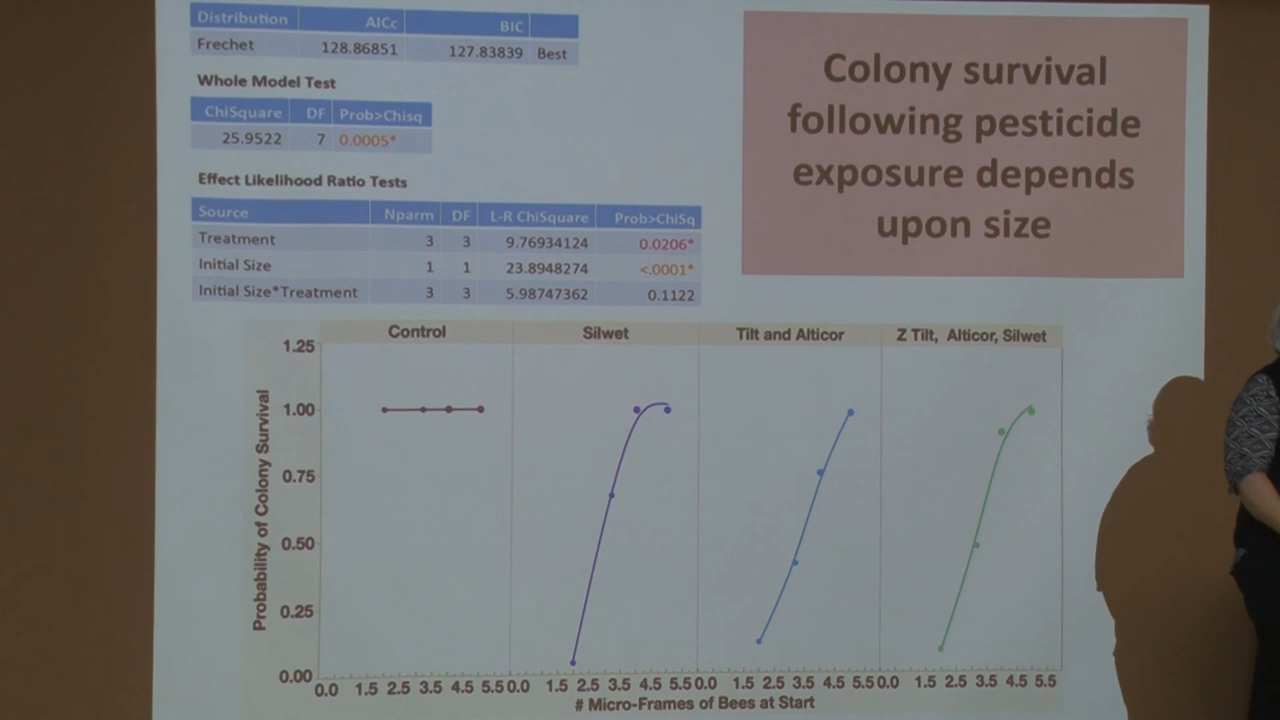 Distribution AICc BIC
Frechet 128.86851 127.83839 Best
Whole Model Test
ChiSquare DF Prob>Chisq
25.9522 7 0.0005*
Effect Likelihood Ratio Tests
Source Nparm DF L-R ChiSquare Prob>ChiSq
Treatment 3 3 9.76934124 0.0206*
Initial Size 1 1 23.8948274 <.0001*
Initial Size*Treatment 3 3 5.98747362 0.1122
Colony survival
following pesticide
exposure depends
upon size
Control Silwet Tilt and Alticor Z Tilt, Alticor, Silwet
Probability of Colony Survival
1.25
1.00
0.75
0.50
0.25
0.00
0.0 1.5 2.5 3.5 4.5 5.5 0.0 1.5 2.5 3.5 4.5 5.5 0.0 1.5 2.5 3.5 4.5 5.5 0.0 1.5 2.5 3.5 4.5 5.5
# Micro-Frames of Bees at Start